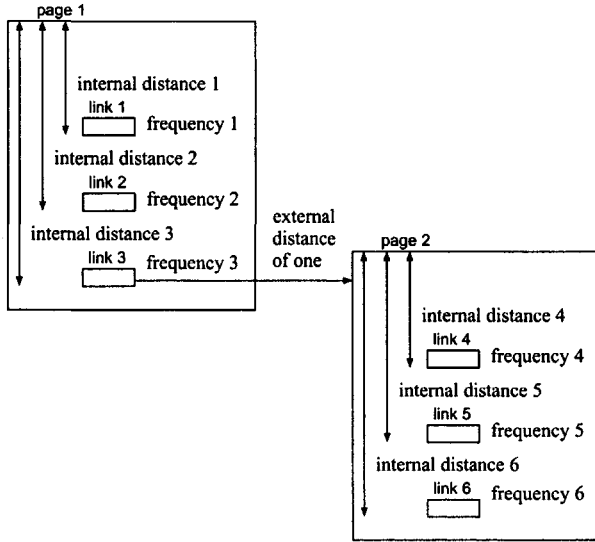 page 1
internal distance 1
link 1
frequency 1
internal distance 2
link 2
frequency 2
internal distance 3
link 3
frequency 3
external
distance
of one
page 2
internal distance 4
link 4
frequency 4
internal distance 5
link 5
frequency 5
internal distance 6
link 6
frequency 6